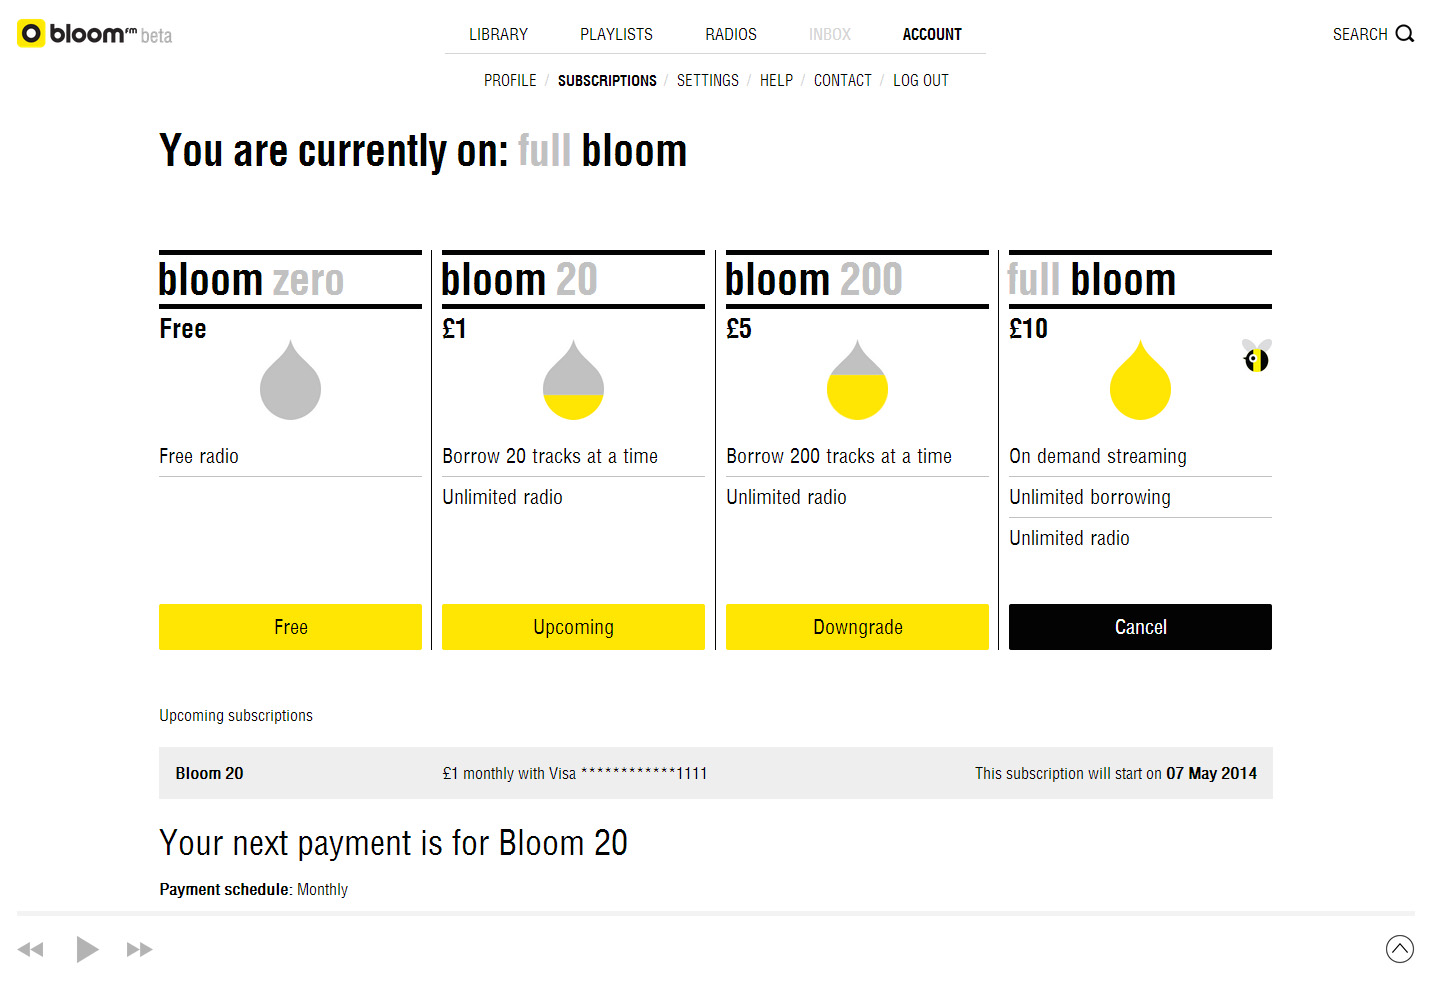 bloom fm beta
LIBRARY PLAYLISTS RADIOS INBOX ACCOUNT
SEARCH
PROFILE / SUBSCRIPTIONS / SETTINGS / HELP / CONTACT / LOG OUT
You are currently on: full bloom
bloom zero
Free
Free radio
Free
bloom 20
£1
Borrow 20 tracks at a time
Unlimited radio
Upcoming
bloom 200
£5
Borrow 200 tracks at a time
Unlimited radio
Downgrade
full bloom
£10
On demand streaming
Unlimited borrowing
Unlimited radio
Cancel
Upcoming subscriptions
Bloom 20 £1 monthly with Visa ************1111 This subscription will start on 07 May 2014
Your next payment is for Bloom 20
Payment schedule: Monthly